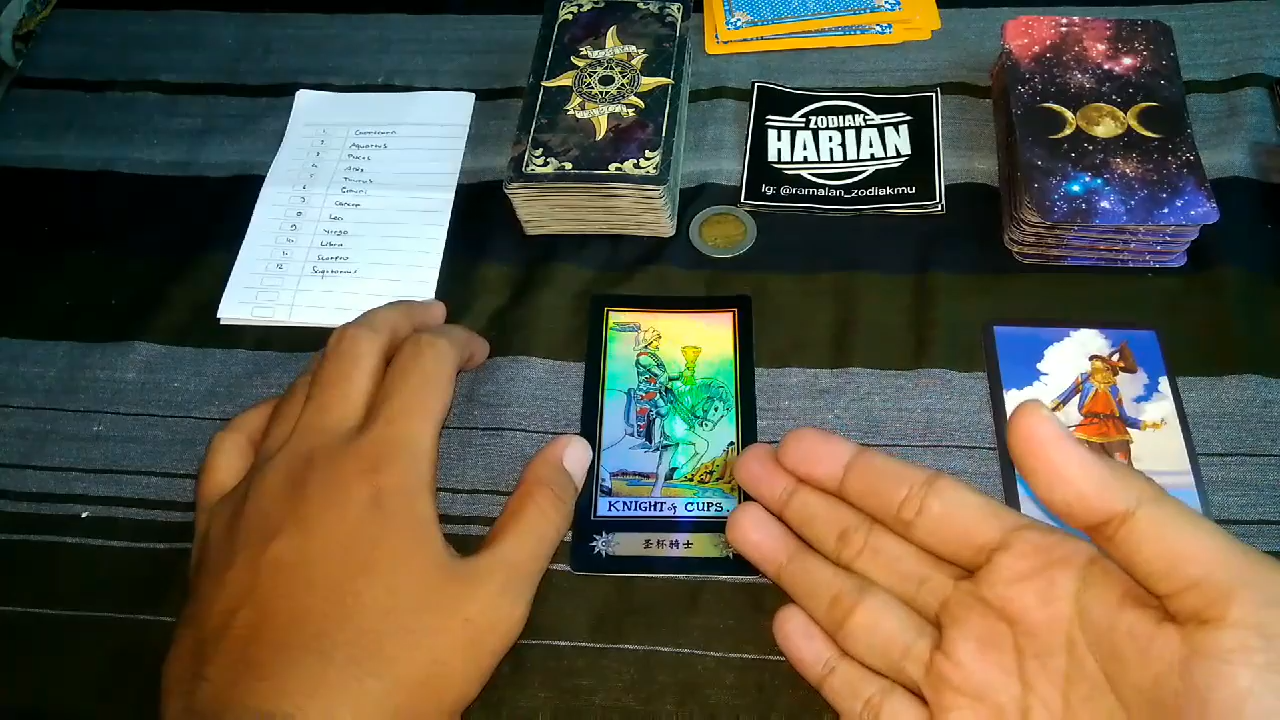 1 Capricorn
2 Aquarius
3 Pisces
4 Aries
5 Taurus
6 Gemini
7 Cancer
8 Leo
9 Virgo
10 Libra
11 Scorpio
12 Sagitarius
TAROT
ZODIAK
HARIAN
Ig: @ramalan_zodiakmu
KNIGHT of CUPS.
圣杯骑士